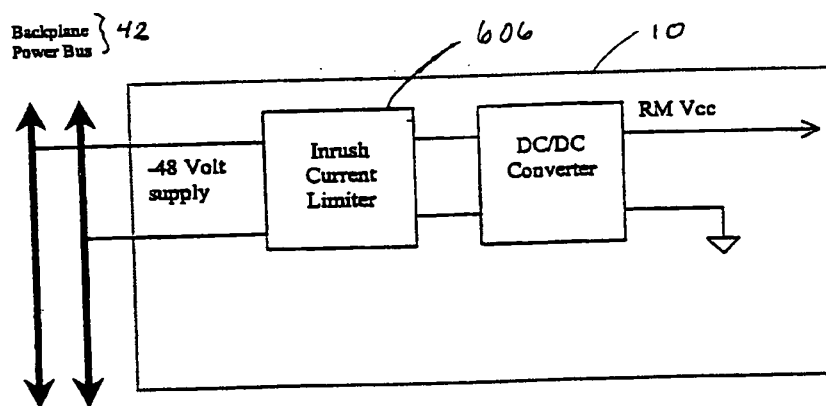 Backplane
Power Bus
42
606
10
-48 Volt
supply
Inrush
Current
Limiter
DC/DC
Converter
RM Vcc